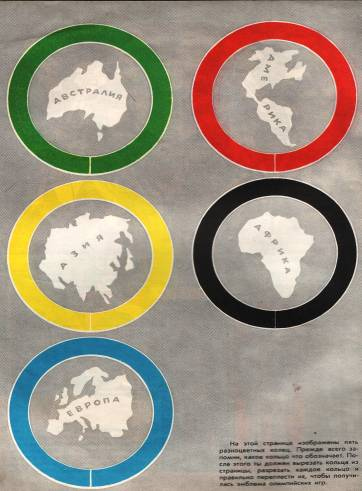 АВСТРАЛИЯ
АМЕ
РИКА
АЗИЯ
АФРИКА
ЕВРОПА
На этой странице изображены пять
разноцветных колец. Прежде всего за-
помни, какое кольцо что обозначает. По-
сле этого ты должен вырезать кольца из
страницы, разрезать каждое кольцо и
правильно переплести их, чтобы получи-
лась эмблема олимпийских игр.